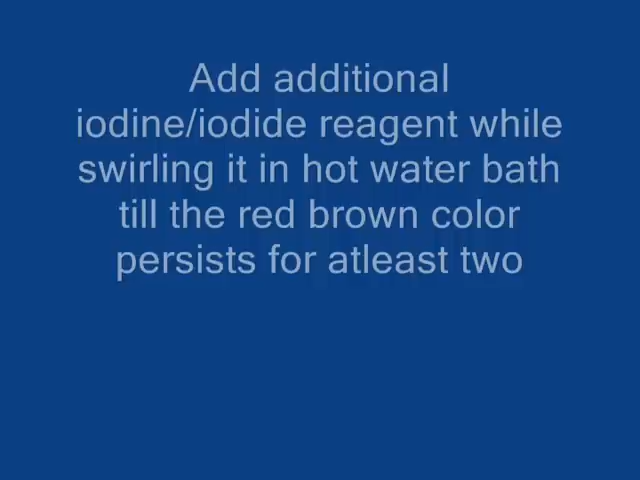 Add additional
iodine/iodide reagent while
swirling it in hot water bath
till the red brown color
persists for atleast two